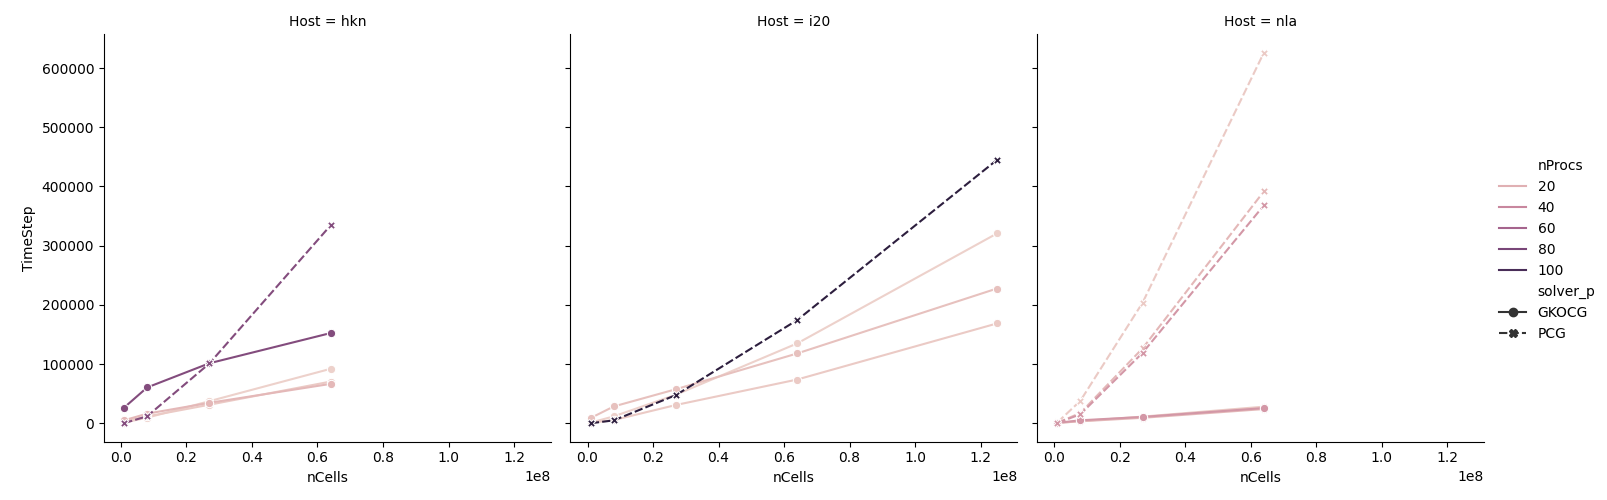 Host = hkn
Host = i20
Host = nla
TimeStep
600000
500000
400000
300000
200000
100000
0
0.0 0.2 0.4 0.6 0.8 1.0 1.2
1e8
nCells
0.0 0.2 0.4 0.6 0.8 1.0 1.2
1e8
nCells
0.0 0.2 0.4 0.6 0.8 1.0 1.2
1e8
nCells
nProcs
20
40
60
80
100
solver_p
GKOCG
PCG